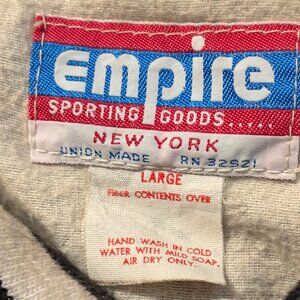 empire
SPORTING GOODS......
NEW YORK
UNION MADE RN 32921
LARGE
FIBER CONTENTS OVER
HAND WASH IN COLD
WATER WITH MILD SOAP.
AIR DRY ONLY.